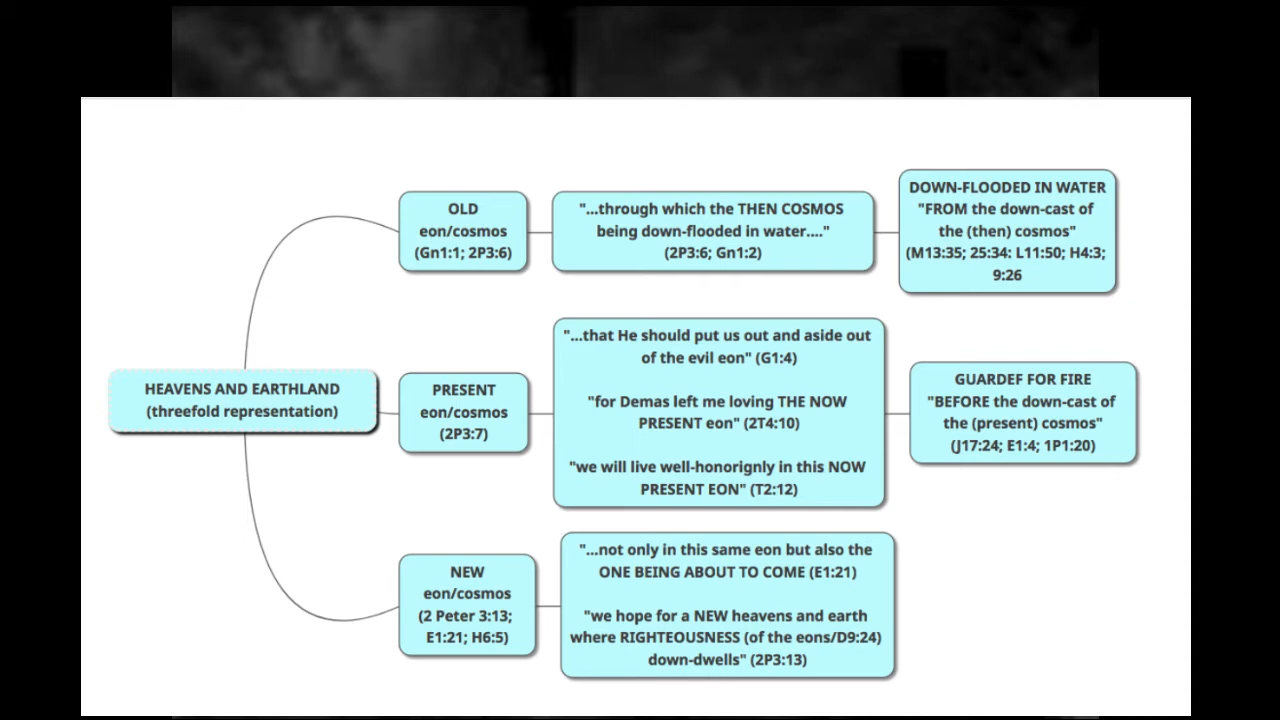 HEAVENS AND EARTHLAND
(threefold representation)
OLD
eon/cosmos
(Gn1:1; 2P3:6)
"...through which the THEN COSMOS
being down-flooded in water...."
(2P3:6; Gn1:2)
DOWN-FLOODED IN WATER
"FROM the down-cast of
the (then) cosmos"
(M13:35; 25:34: L11:50; H4:3;
9:26
PRESENT
eon/cosmos
(2P3:7)
"...that He should put us out and aside out
of the evil eon" (G1:4)
"for Demas left me loving THE NOW
PRESENT eon" (2T4:10)
"we will live well-honorignly in this NOW
PRESENT EON" (T2:12)
GUARDEF FOR FIRE
"BEFORE the down-cast of
the (present) cosmos"
(J17:24; E1:4; 1P1:20)
NEW
eon/cosmos
(2 Peter 3:13;
E1:21; H6:5)
"...not only in this same eon but also the
ONE BEING ABOUT TO COME (E1:21)
"we hope for a NEW heavens and earth
where RIGHTEOUSNESS (of the eons/D9:24)
down-dwells" (2P3:13)